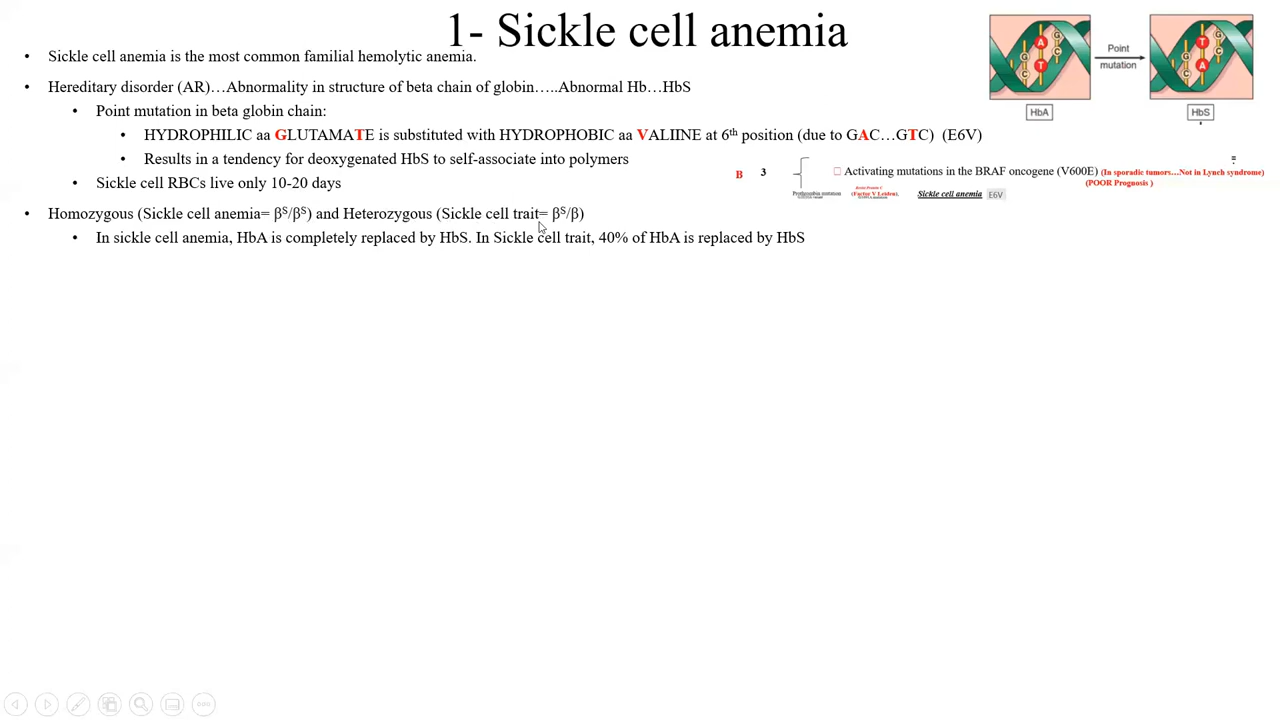 1- Sickle cell anemia
• Sickle cell anemia is the most common familial hemolytic anemia.
• Hereditary disorder (AR)…Abnormality in structure of beta chain of globin…..Abnormal Hb…HbS
• Point mutation in beta globin chain:
• HYDROPHILIC aa GLUTAMATE is substituted with HYDROPHOBIC aa VALIINE at 6th position (due to GAC…GTC) (E6V)
• Results in a tendency for deoxygenated HbS to self-associate into polymers
• Sickle cell RBCs live only 10-20 days
• Homozygous (Sickle cell anemia= βS/βS) and Heterozygous (Sickle cell trait= βS/β)
• In sickle cell anemia, HbA is completely replaced by HbS. In Sickle cell trait, 40% of HbA is replaced by HbS
G C A T G C
Point
mutation
G C T A G C
HbA
HbS
B 3
Activating mutations in the BRAF oncogene (V600E) (In sporadic tumors…Not in Lynch syndrome)
(POOR Prognosis )
(Factor V Leiden),
Sickle cell anemia E6V